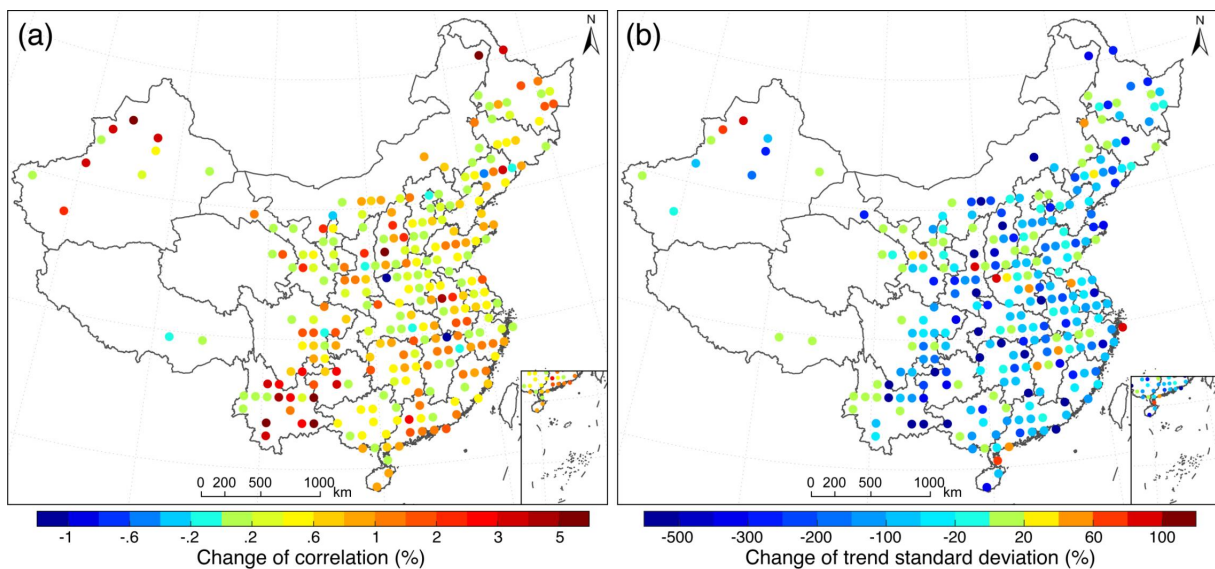 (a)
N
0 200 500 1000
km
-1 -.6 -.2 .2 .6 1 2 3 5
Change of correlation (%)
(b)
N
0 200 500 1000
km
-500 -300 -200 -100 -20 20 60 100
Change of trend standard deviation (%)